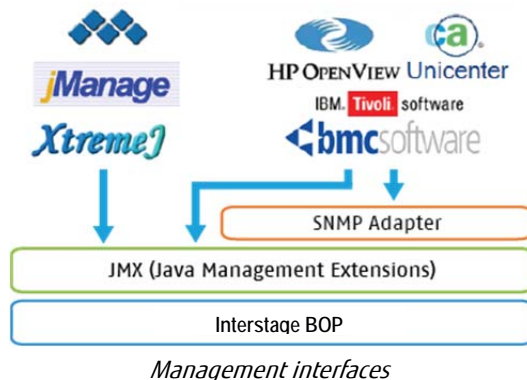 jManage
XtremeJ
HP OPENVIEW
ca
Unicenter
IBM. Tivoli. software
bmcsoftware
SNMP Adapter
JMX (Java Management Extensions)
Interstage BOP
Management interfaces